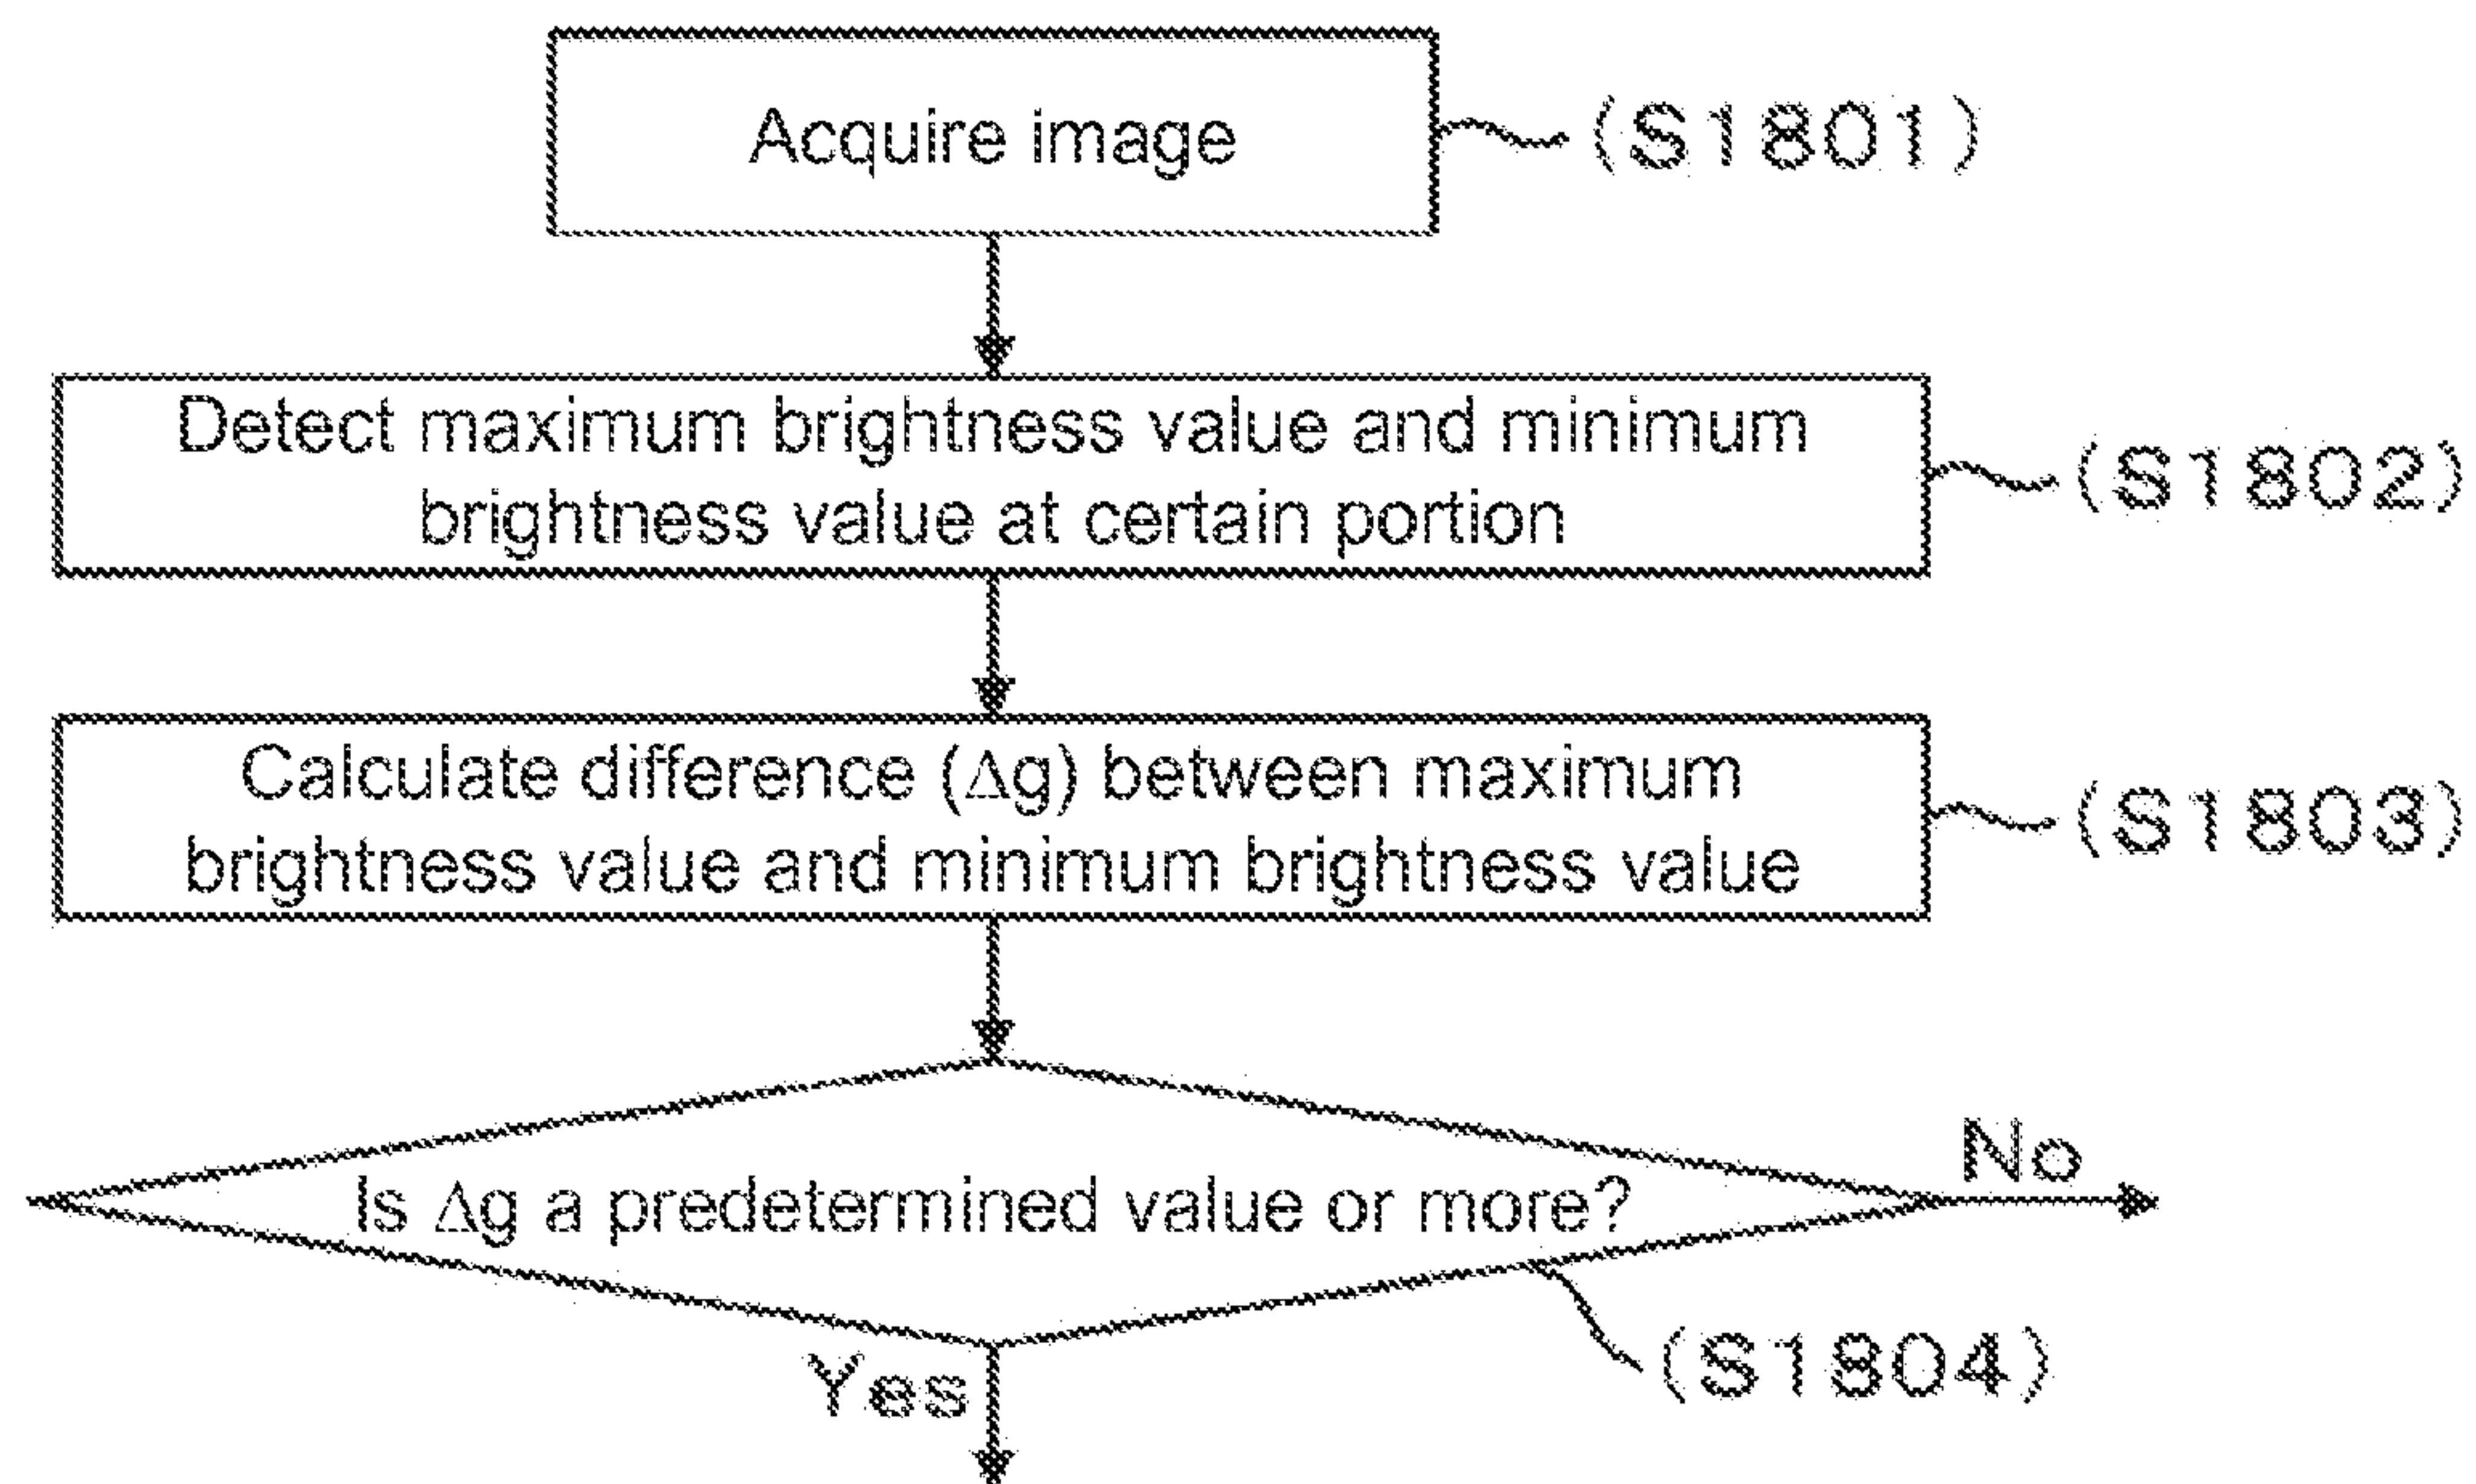 Acquire image
(S1801)
Detect maximum brightness value and minimum
brightness value at certain portion
(S1802)
Calculate difference (Δg) between maximum
brightness value and minimum brightness value
(S1803)
Is Δg a predetermined value or more?
No
(S1804)
Yes